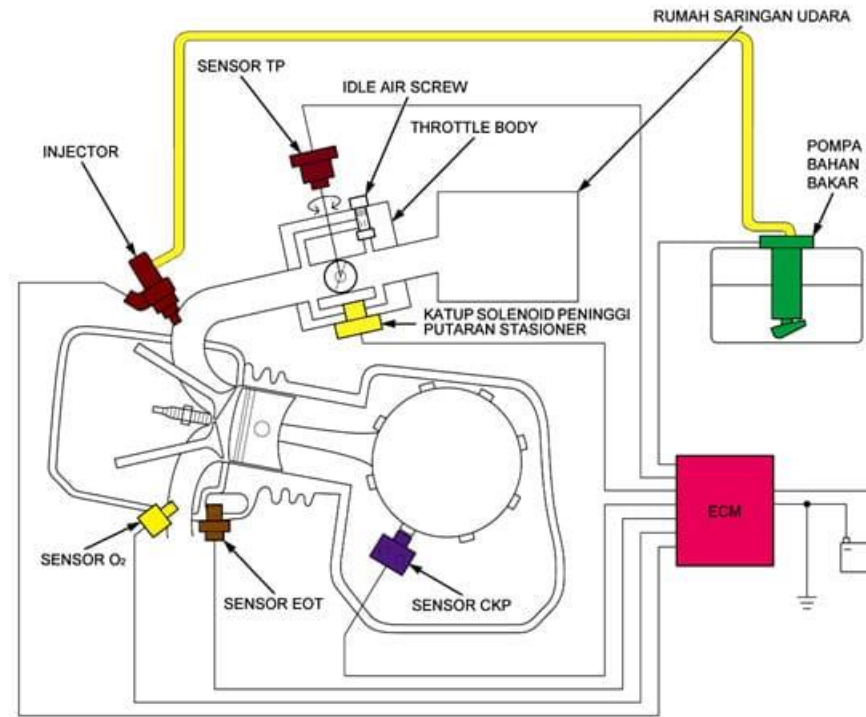 RUMAH SARINGAN UDARA
SENSOR TP
IDLE AIR SCREW
THROTTLE BODY
INJECTOR
POMPA
BAHAN
BAKAR
KATUP SOLENOID PENINGGI
PUTARAN STASIONER
ECM
SENSOR O₂
SENSOR EOT
SENSOR CKP